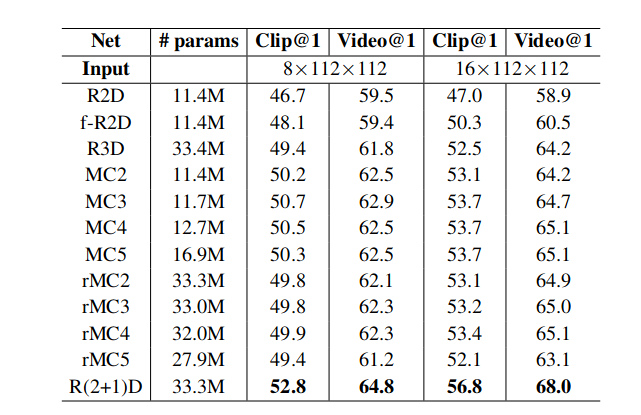 Net # params Clip@1 Video@1 Clip@1 Video@1
Input 8×112×112 16×112×112
R2D 11.4M 46.7 59.5 47.0 58.9
f-R2D 11.4M 48.1 59.4 50.3 60.5
R3D 33.4M 49.4 61.8 52.5 64.2
MC2 11.4M 50.2 62.5 53.1 64.2
MC3 11.7M 50.7 62.9 53.7 64.7
MC4 12.7M 50.5 62.5 53.7 65.1
MC5 16.9M 50.3 62.5 53.7 65.1
rMC2 33.3M 49.8 62.1 53.1 64.9
rMC3 33.0M 49.8 62.3 53.2 65.0
rMC4 32.0M 49.9 62.3 53.4 65.1
rMC5 27.9M 49.4 61.2 52.1 63.1
R(2+1)D 33.3M 52.8 64.8 56.8 68.0